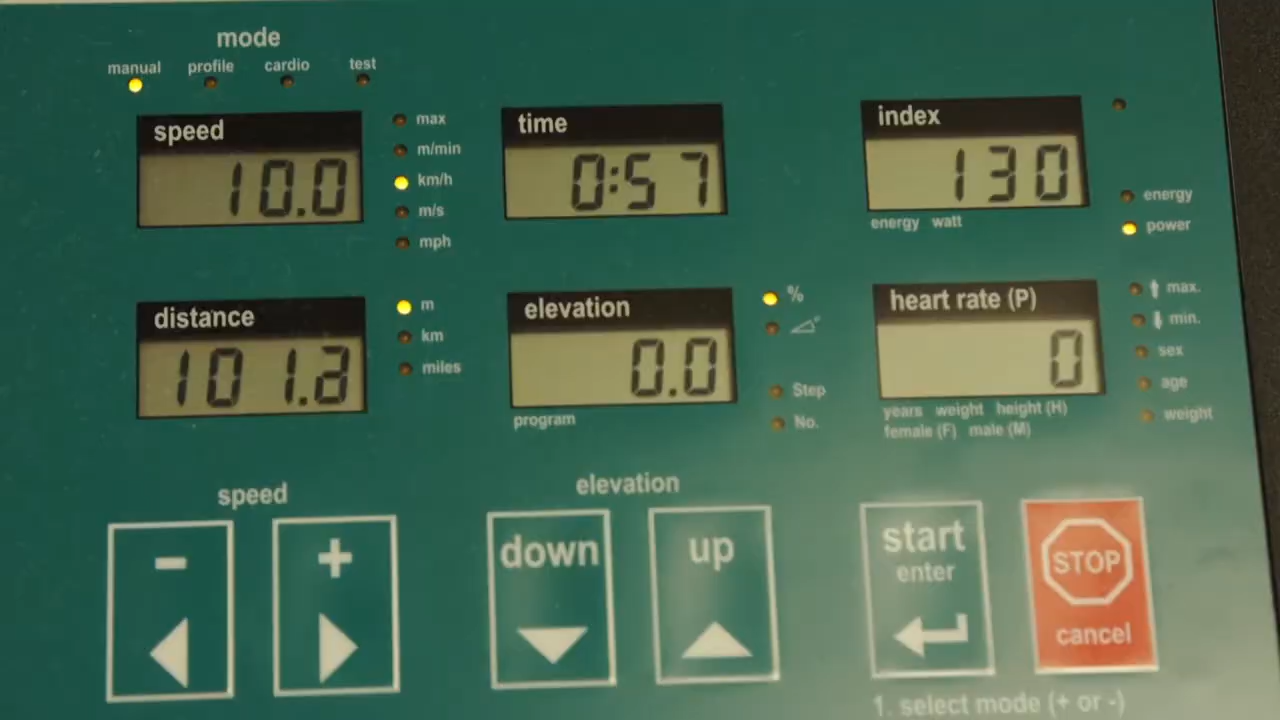 mode
manual profile cardio test
speed
10.0
max
m/min
km/h
m/s
mph
time
0:57
index
130
energy watt
energy
power
distance
m
km
miles
elevation
0.0
program
%
Step
No.
heart rate (P)
0
years weight height (H)
female (F) male (M)
max.
min.
sex
age
weight
speed
-
+
elevation
down
up
start
enter
STOP
cancel
1. select mode (+ or -)